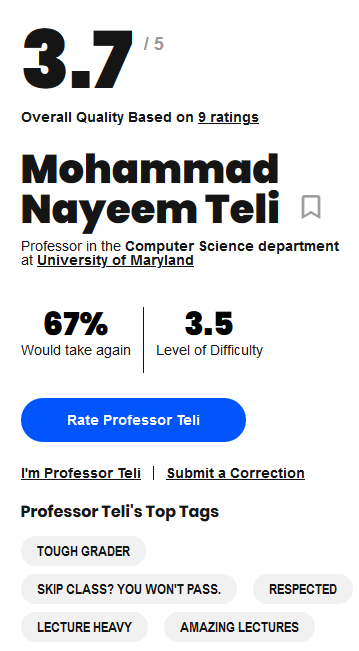 3.7 / 5
Overall Quality Based on 9 ratings
Mohammad
Nayeem Teli
Professor in the Computer Science department
at University of Maryland
67% 3.5
Would take again Level of Difficulty
Rate Professor Teli
I'm Professor Teli | Submit a Correction
Professor Teli's Top Tags
TOUGH GRADER
SKIP CLASS? YOU WON'T PASS. RESPECTED
LECTURE HEAVY AMAZING LECTURES